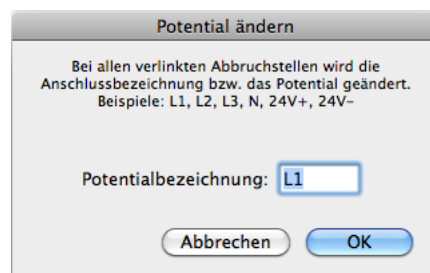 Potential ändern
Bei allen verlinkten Abbruchstellen wird die
Anschlussbezeichnung bzw. das Potential geändert.
Beispiele: L1, L2, L3, N, 24V+, 24V-
Potentialbezeichnung: L1
Abbrechen OK